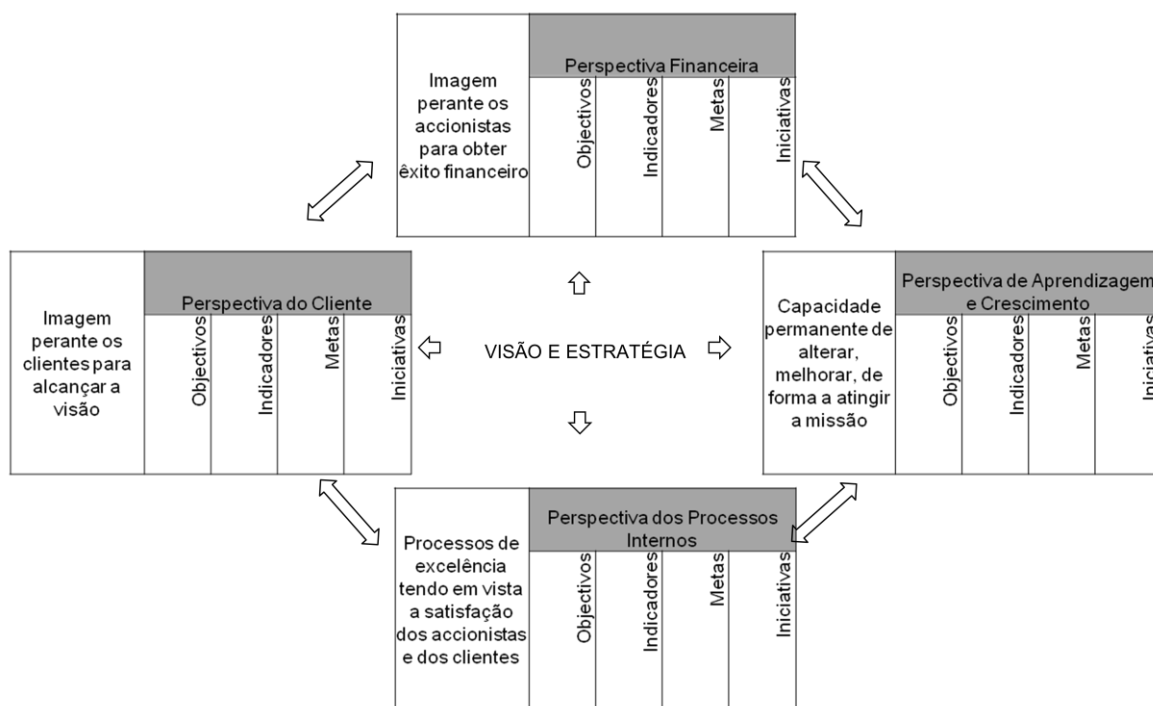 Imagem
perante os
accionistas
para obter
êxito financeiro
Perspectiva Financeira
Objectivos
Indicadores
Metas
Iniciativas
Imagem
perante os
clientes para
alcançar a
visão
Perspectiva do Cliente
Objectivos
Indicadores
Metas
Iniciativas
VISÃO E ESTRATÉGIA
Capacidade
permanente de
alterar,
melhorar, de
forma a atingir
a missão
Perspectiva de Aprendizagem
e Crescimento
Objectivos
Indicadores
Metas
Iniciativas
Processos de
excelência
tendo em vista
a satisfação
dos accionistas
e dos clientes
Perspectiva dos Processos
Internos
Objectivos
Indicadores
Metas
Iniciativas